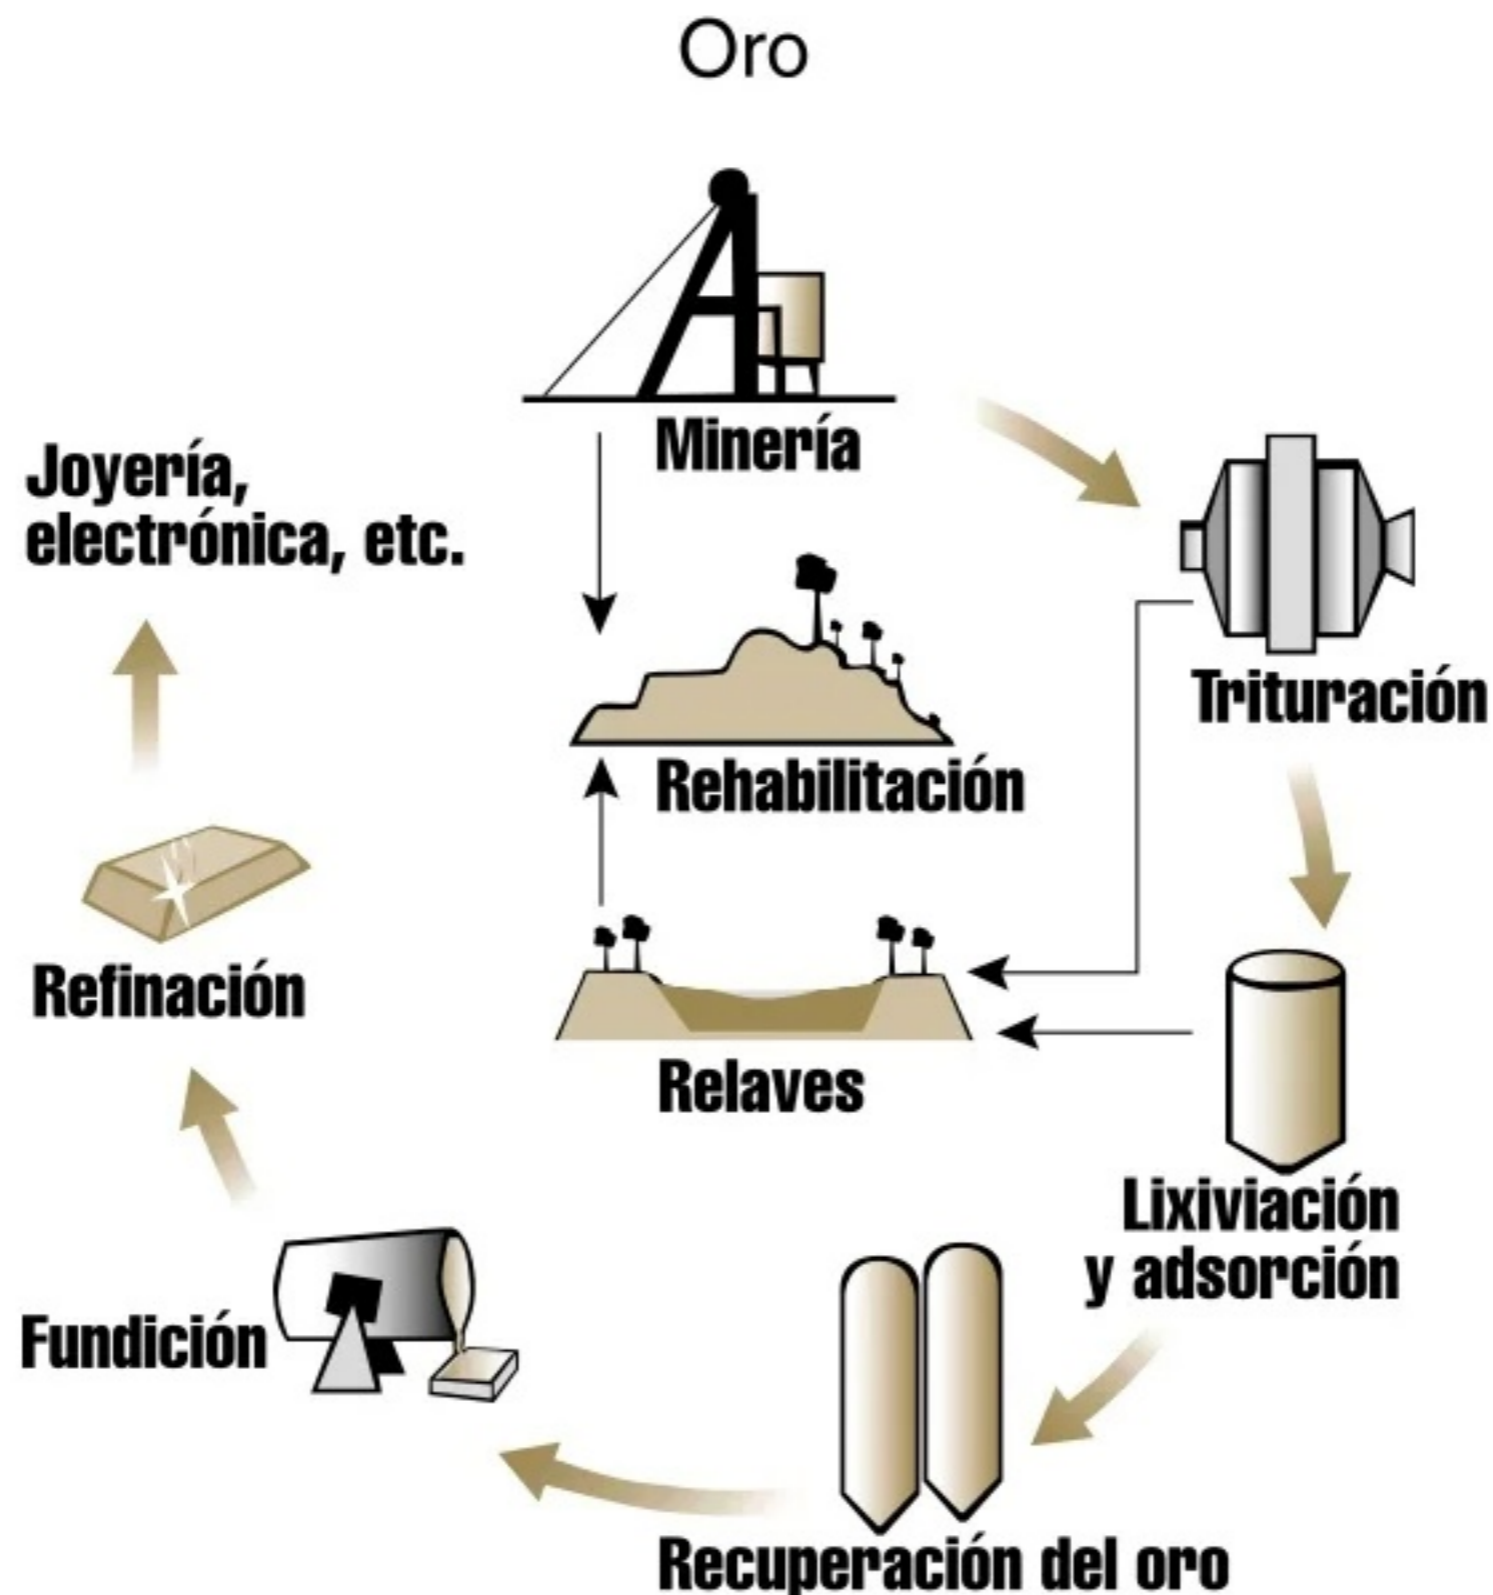 Oro
Minería
Joyería,
electrónica, etc.
Trituración
Rehabilitación
Refinación
Relaves
Lixiviación
y adsorción
Fundición
Recuperación del oro